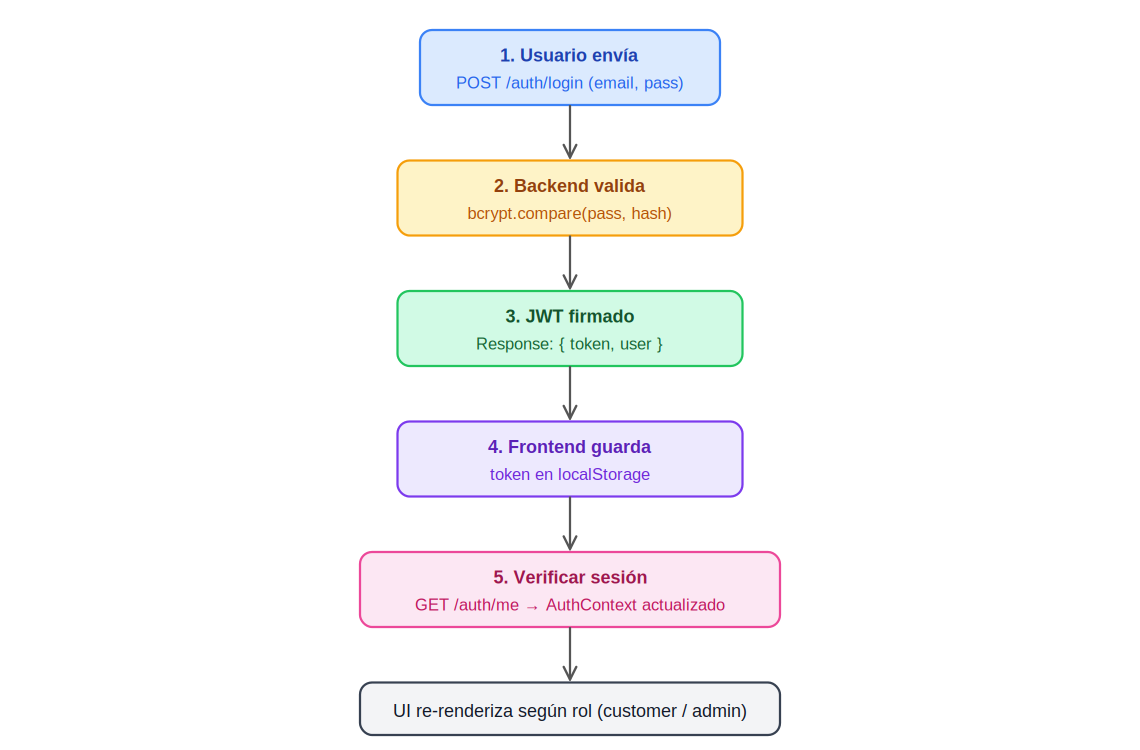 1. Usuario envía
POST /auth/login (email, pass)
2. Backend valida
bcrypt.compare(pass, hash)
3. JWT firmado
Response: { token, user }
4. Frontend guarda
token en localStorage
5. Verificar sesión
GET /auth/me → AuthContext actualizado
UI re-renderiza según rol (customer / admin)